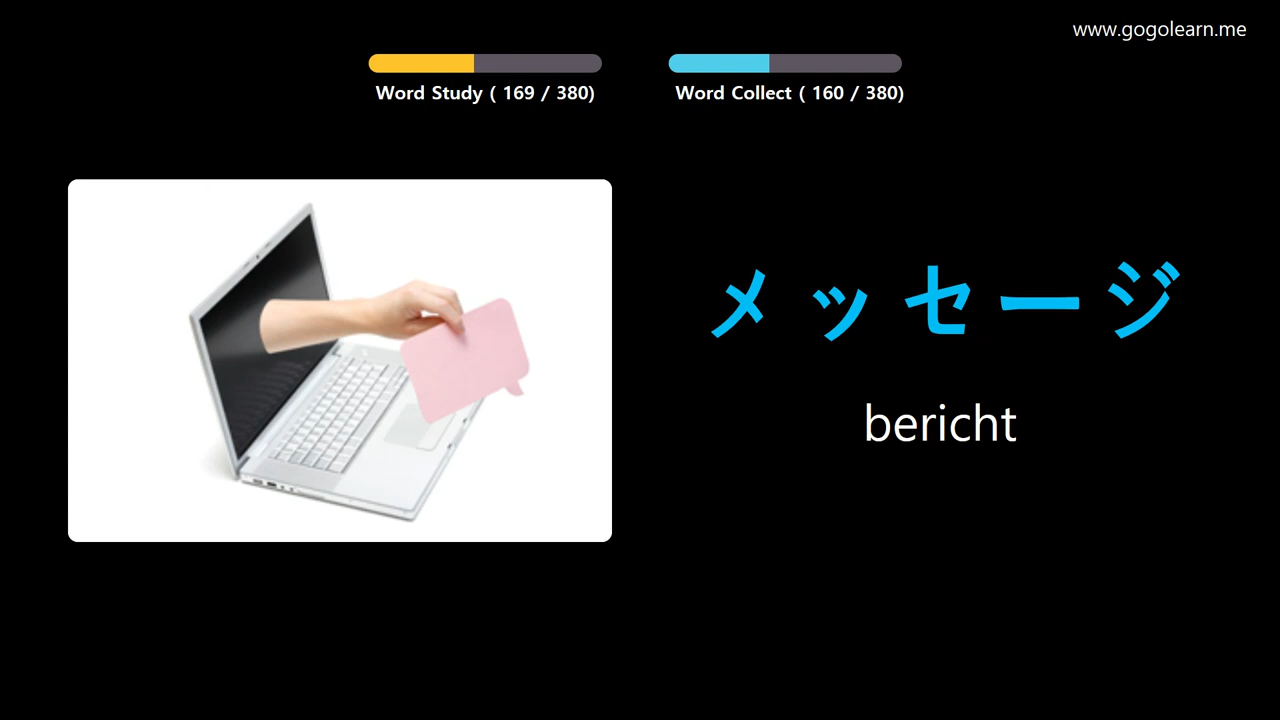 www.gogolearn.me
Word Study ( 169 / 380)
Word Collect ( 160 / 380)
メッセージ
bericht